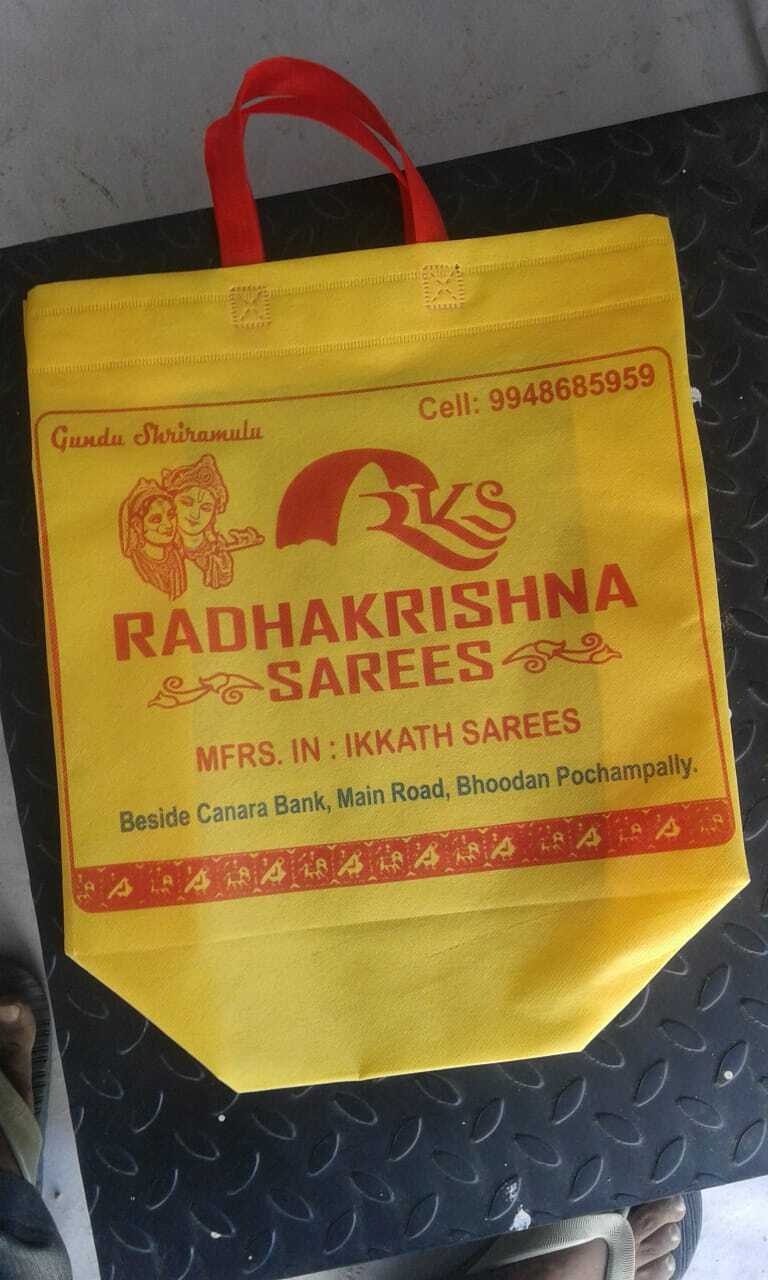 Gundu Shriramulu
Cell: 9948685959
RKS
RADHAKRISHNA
SAREES
MFRS. IN : IKKATH SAREES
Beside Canara Bank, Main Road, Bhoodan Pochampally.